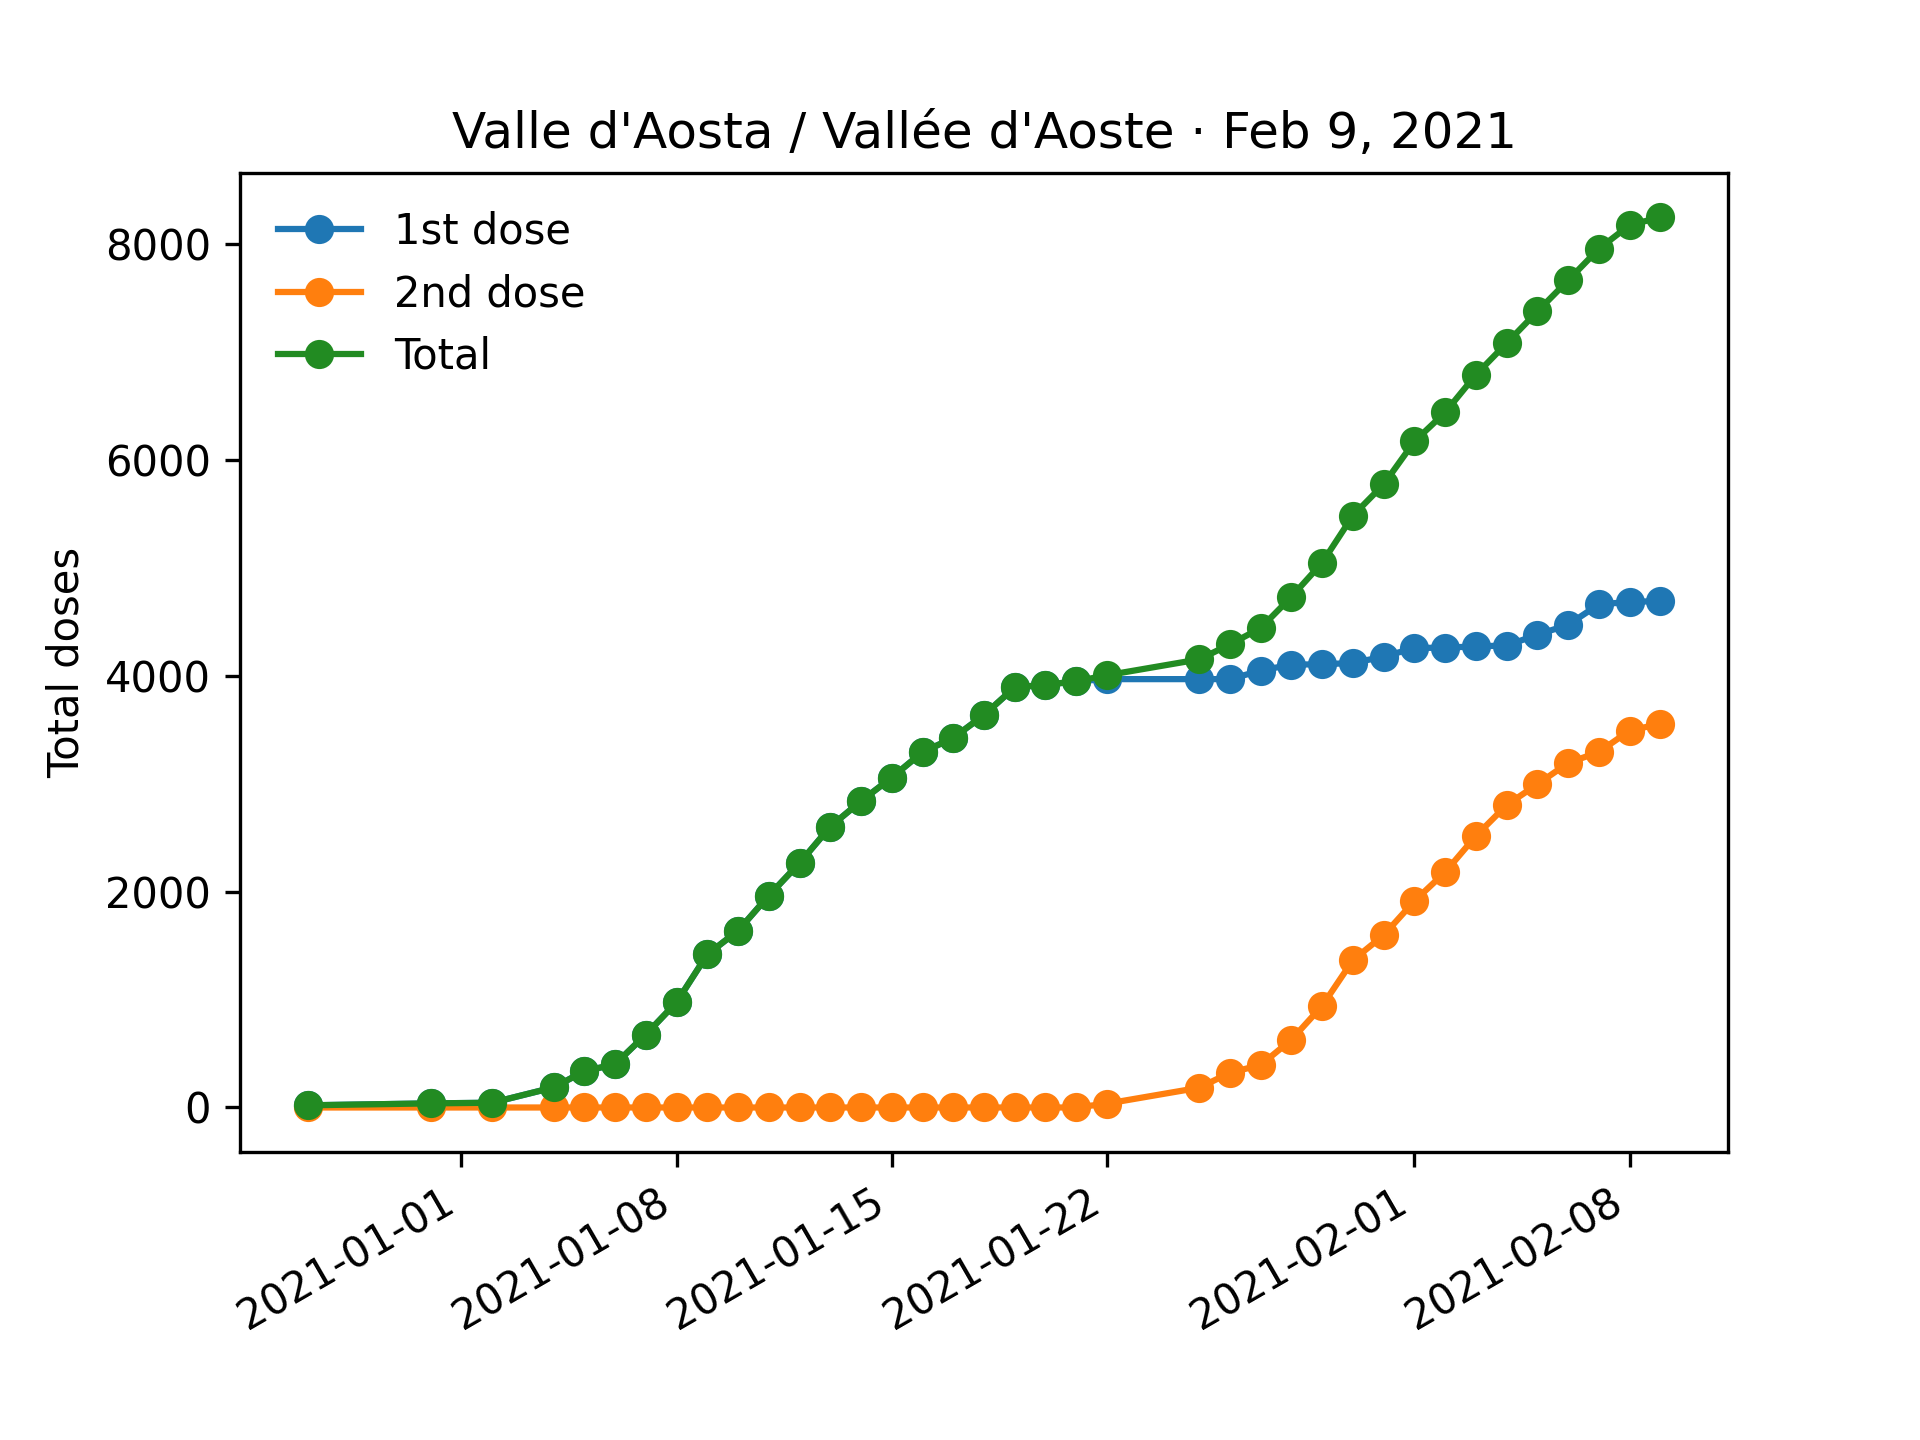 Valle d'Aosta / Vallée d'Aoste · Feb 9, 2021
1st dose
2nd dose
Total
Total doses
8000
6000
4000
2000
0
2021-01-01
2021-01-08
2021-01-15
2021-01-22
2021-02-01
2021-02-08